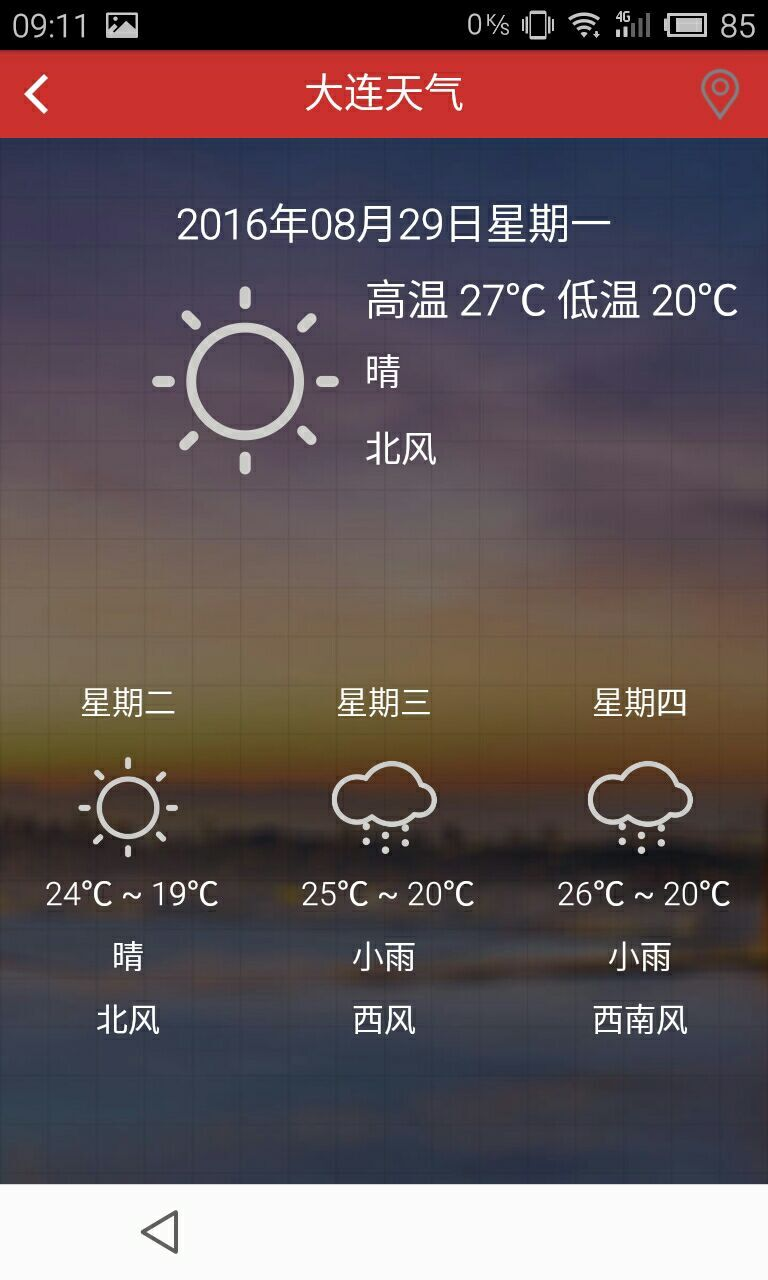 09:11 0K/s 4G 85
大连天气
2016年08月29日星期一
高温 27℃ 低温 20℃
晴
北风
星期二 星期三 星期四
24℃ ~ 19℃ 25℃ ~ 20℃ 26℃ ~ 20℃
晴 小雨 小雨
北风 西风 西南风